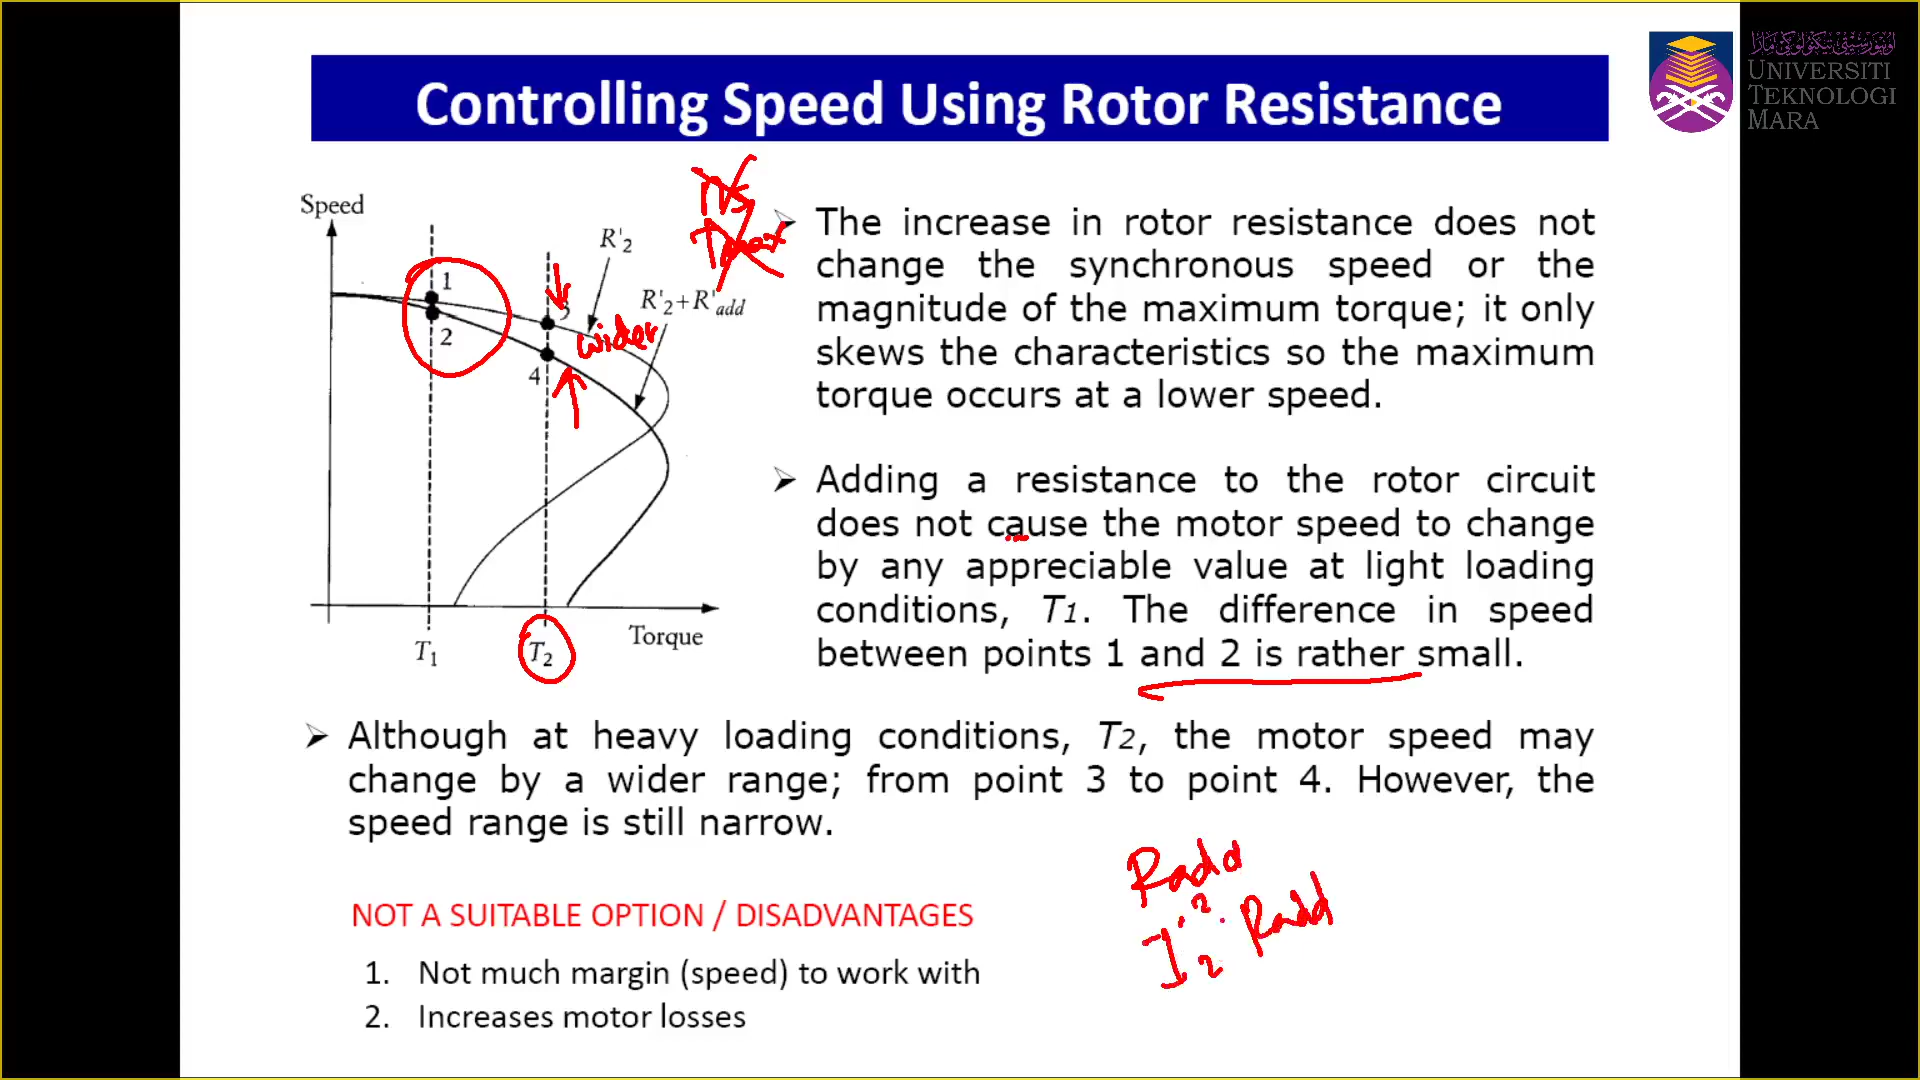 Controlling Speed Using Rotor Resistance
UNIVERSITI
TEKNOLOGI
MARA
Ns,
Tmax
Speed
R'2
R'2+R'add
1
2
3
4
wider
T1
T2
Torque
➢ The increase in rotor resistance does not
change the synchronous speed or the
magnitude of the maximum torque; it only
skews the characteristics so the maximum
torque occurs at a lower speed.
➢ Adding a resistance to the rotor circuit
does not cause the motor speed to change
by any appreciable value at light loading
conditions, T1. The difference in speed
between points 1 and 2 is rather small.
➢ Although at heavy loading conditions, T2, the motor speed may
change by a wider range; from point 3 to point 4. However, the
speed range is still narrow.
Radd
I'2² Radd
NOT A SUITABLE OPTION / DISADVANTAGES
1. Not much margin (speed) to work with
2. Increases motor losses